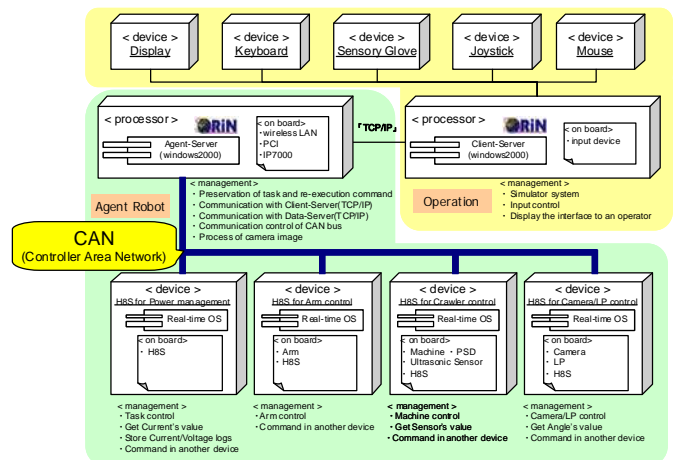 < device >
Display
< device >
Keyboard
< device >
Sensory Glove
< device >
Joystick
< device >
Mouse
< processor >
ORiN
Agent-Server
(windows2000)
< on board >
・wireless LAN
・PCI
・IP7000
「TCP/IP」
< processor >
ORiN
Client-Server
(windows2000)
< on board >
・input device
Agent Robot
< management >
・Preservation of task and re-execution command
・Communication with Client-Server(TCP/IP)
・Communication with Data-Server(TCP/IP)
・Communication control of CAN bus
・Process of camera image
Operation
< management >
・Simulator system
・Input control
・Display the interface to an operator
CAN
(Controller Area Network)
< device >
H8S for Power management
Real-time OS
< on board >
・H8S
< management >
・Task control
・Get Current's value
・Store Current/Voltage logs
・Command in another device
< device >
H8S for Arm control
Real-time OS
< on board >
・Arm
・H8S
< management >
・Arm control
・Command in another device
< device >
H8S for Crawler control
Real-time OS
< on board >
・Machine ・PSD
・Ultrasonic Sensor
・H8S
< management >
・Machine control
・Get Sensor's value
・Command in another device
< device >
H8S for Camera/LP control
Real-time OS
< on board >
・Camera
・LP
・H8S
< management >
・Camera/LP control
・Get Angle's value
・Command in another device